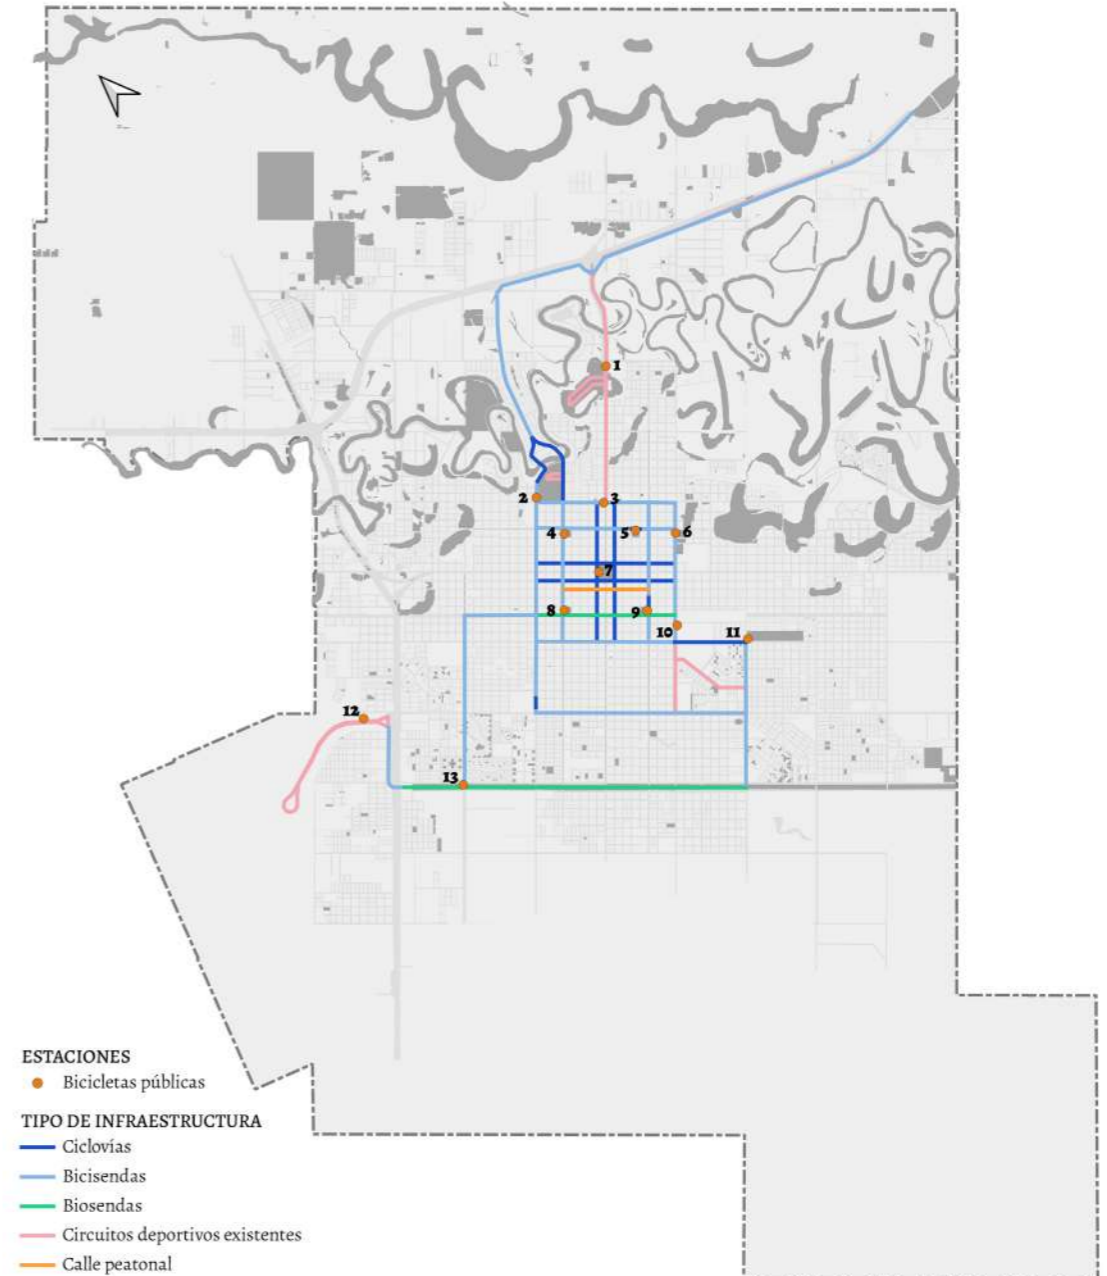 1
2
3
4
5
6
7
8
9
10
11
12
13
ESTACIONES
Bicicletas públicas
TIPO DE INFRAESTRUCTURA
Ciclovías
Bicisendas
Biosendas
Circuitos deportivos existentes
Calle peatonal